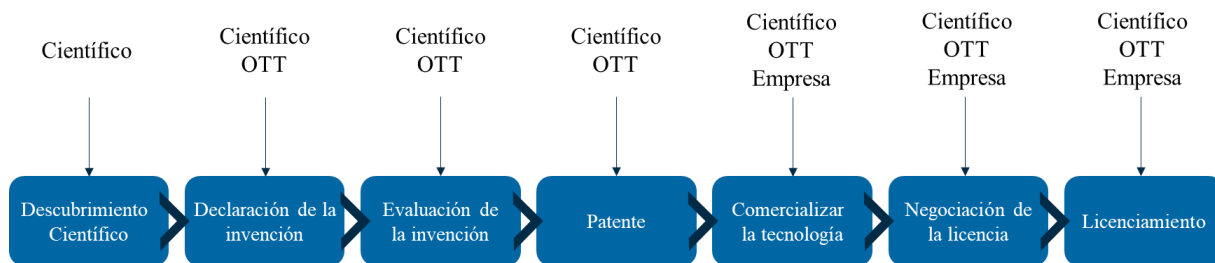 Científico
Científico
OTT
Científico
OTT
Científico
OTT
Científico
OTT
Empresa
Científico
OTT
Empresa
Científico
OTT
Empresa
Descubrimiento
Científico
Declaración de la
invención
Evaluación de
la invención
Patente
Comercializar
la tecnología
Negociación de
la licencia
Licenciamiento